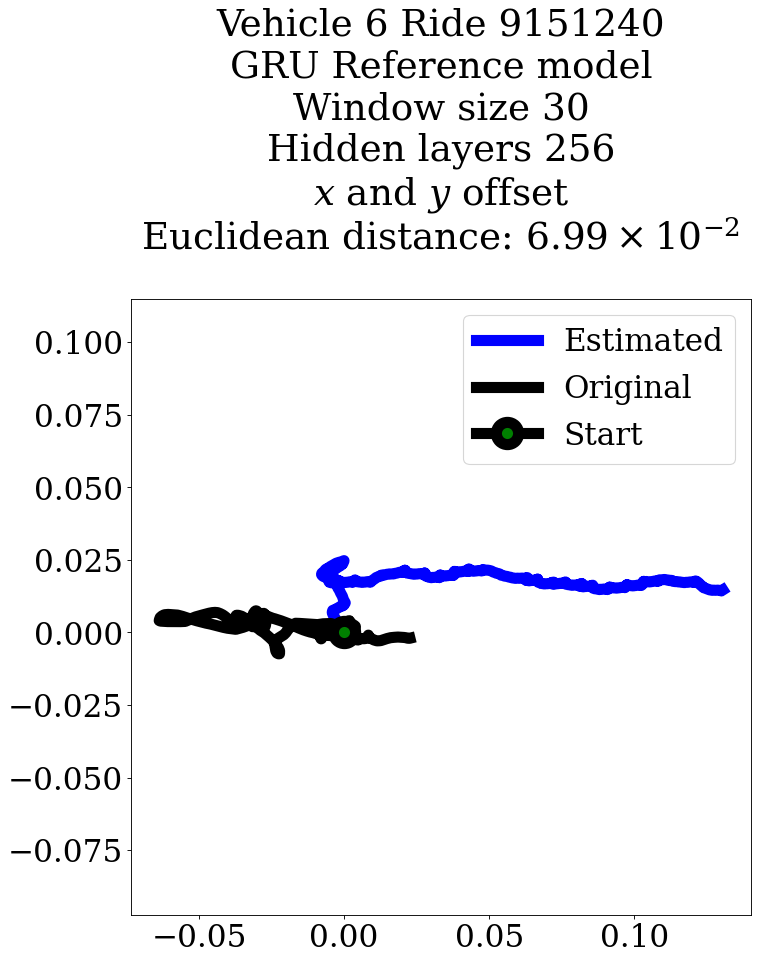 Vehicle 6 Ride 9151240
GRU Reference model
Window size 30
Hidden layers 256
x and y offset
Euclidean distance: 6.99 × 10⁻²
Estimated
Original
Start
0.100
0.075
0.050
0.025
0.000
−0.025
−0.050
−0.075
−0.05
0.00
0.05
0.10